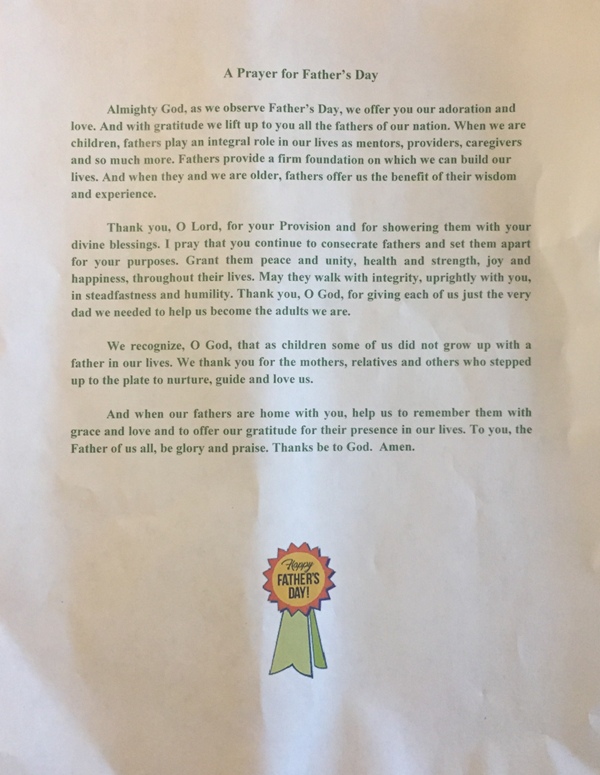 A Prayer for Father's Day
Almighty God, as we observe Father's Day, we offer you our adoration and
love. And with gratitude we lift up to you all the fathers of our nation. When we are
children, fathers play an integral role in our lives as mentors, providers, caregivers
and so much more. Fathers provide a firm foundation on which we can build our
lives. And when they and we are older, fathers offer us the benefit of their wisdom
and experience.
Thank you, O Lord, for your Provision and for showering them with your
divine blessings. I pray that you continue to consecrate fathers and set them apart
for your purposes. Grant them peace and unity, health and strength, joy and
happiness, throughout their lives. May they walk with integrity, uprightly with you,
in steadfastness and humility. Thank you, O God, for giving each of us just the very
dad we needed to help us become the adults we are.
We recognize, O God, that as children some of us did not grow up with a
father in our lives. We thank you for the mothers, relatives and others who stepped
up to the plate to nurture, guide and love us.
And when our fathers are home with you, help us to remember them with
grace and love and to offer our gratitude for their presence in our lives. To you, the
Father of us all, be glory and praise. Thanks be to God. Amen.
Happy
FATHER'S
DAY!